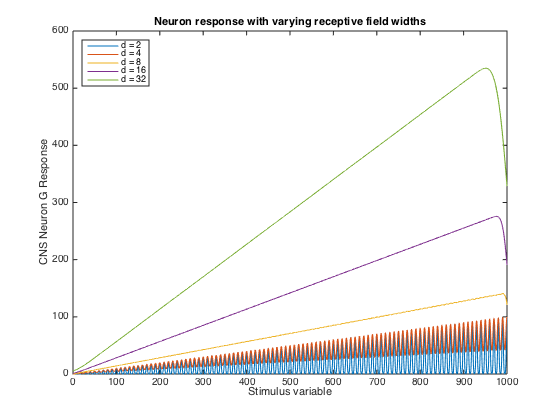 Neuron response with varying receptive field widths
600
500
400
300
200
100
0
CNS Neuron G Response
d = 2
d = 4
d = 8
d = 16
d = 32
0 100 200 300 400 500 600 700 800 900 1000
Stimulus variable